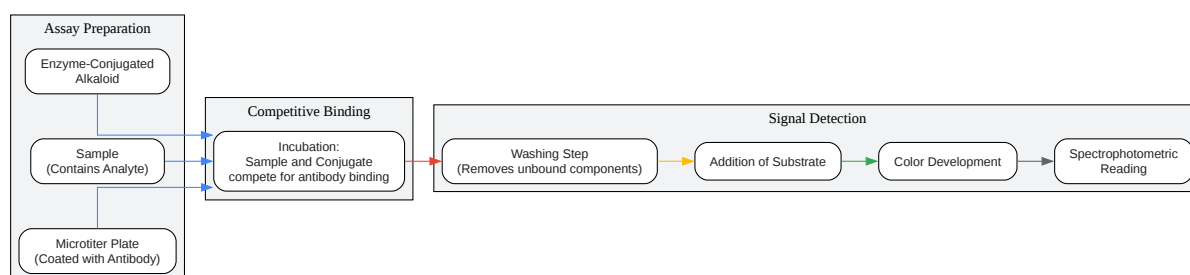 Assay Preparation
Enzyme-Conjugated
Alkaloid
Sample
(Contains Analyte)
Microtiter Plate
(Coated with Antibody)
Competitive Binding
Incubation:
Sample and Conjugate
compete for antibody binding
Signal Detection
Washing Step
(Removes unbound components)
Addition of Substrate
Color Development
Spectrophotometric
Reading